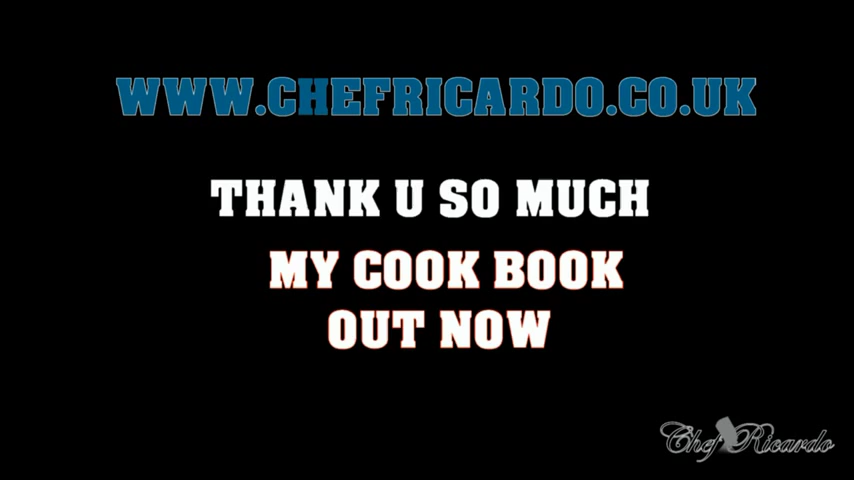 WWW.CHEFRICARDO.CO.UK
THANK U SO MUCH
MY COOK BOOK
OUT NOW
Chef Ricardo